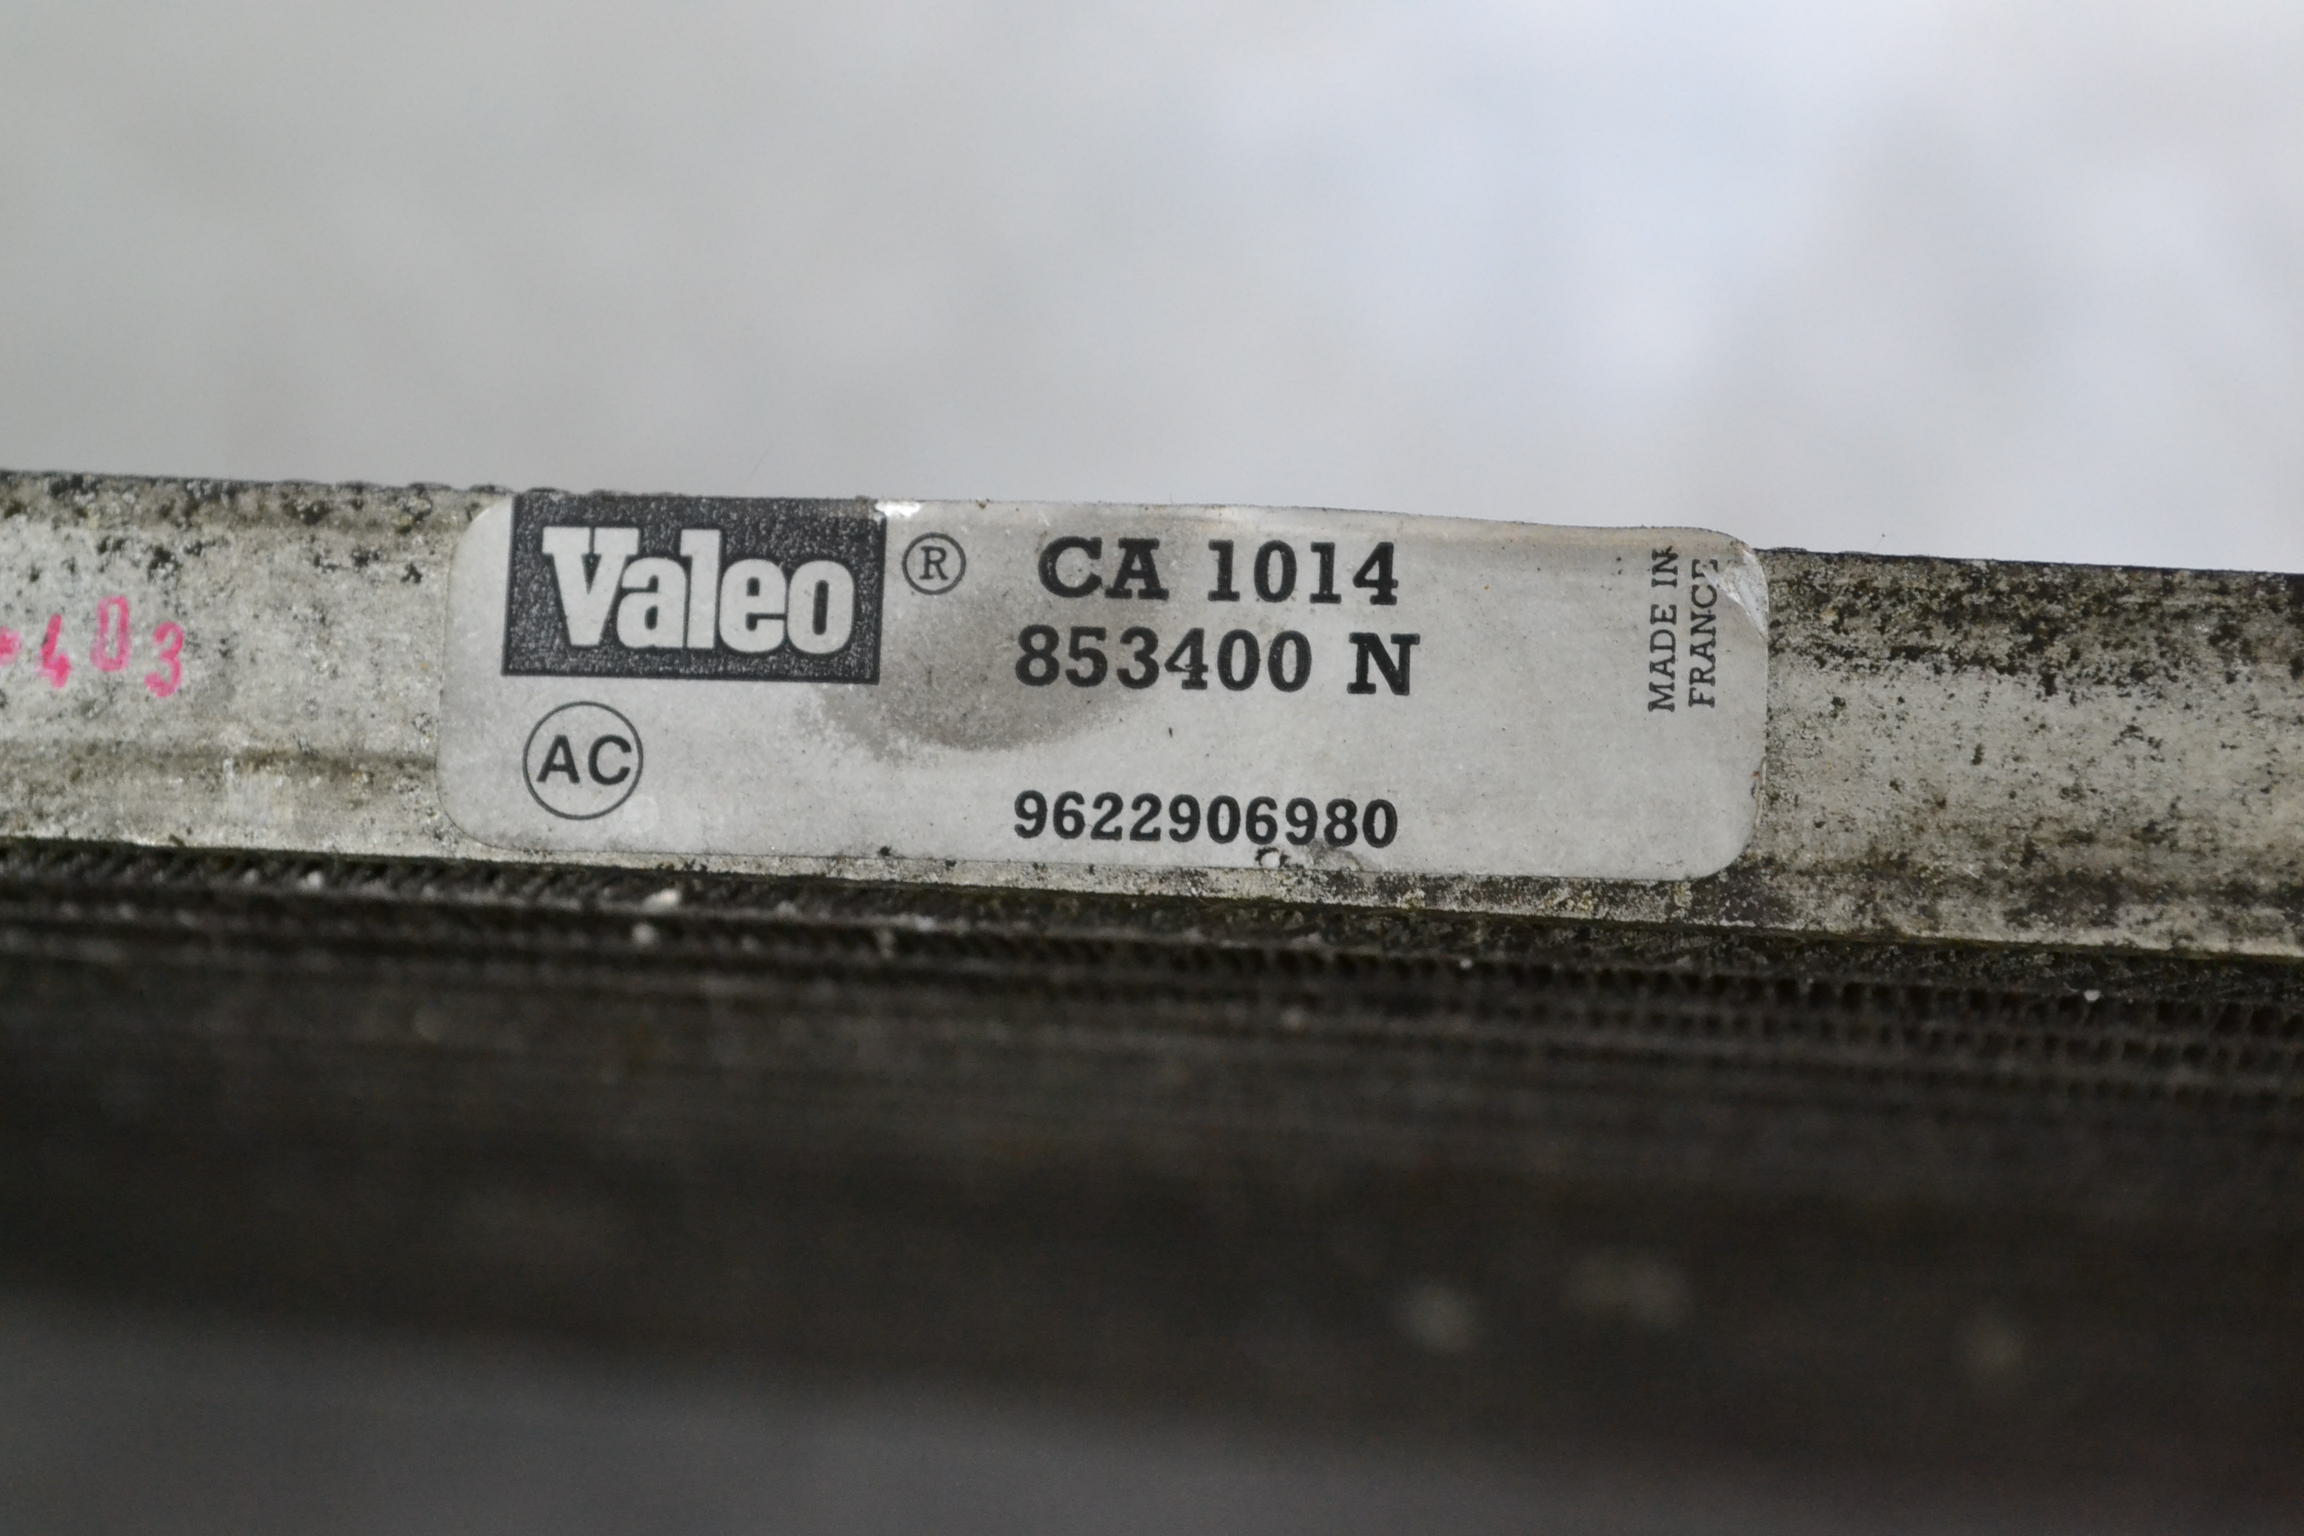 403
Valeo ® CA 1014
853400 N
AC
9622906980
MADE IN
FRANCE